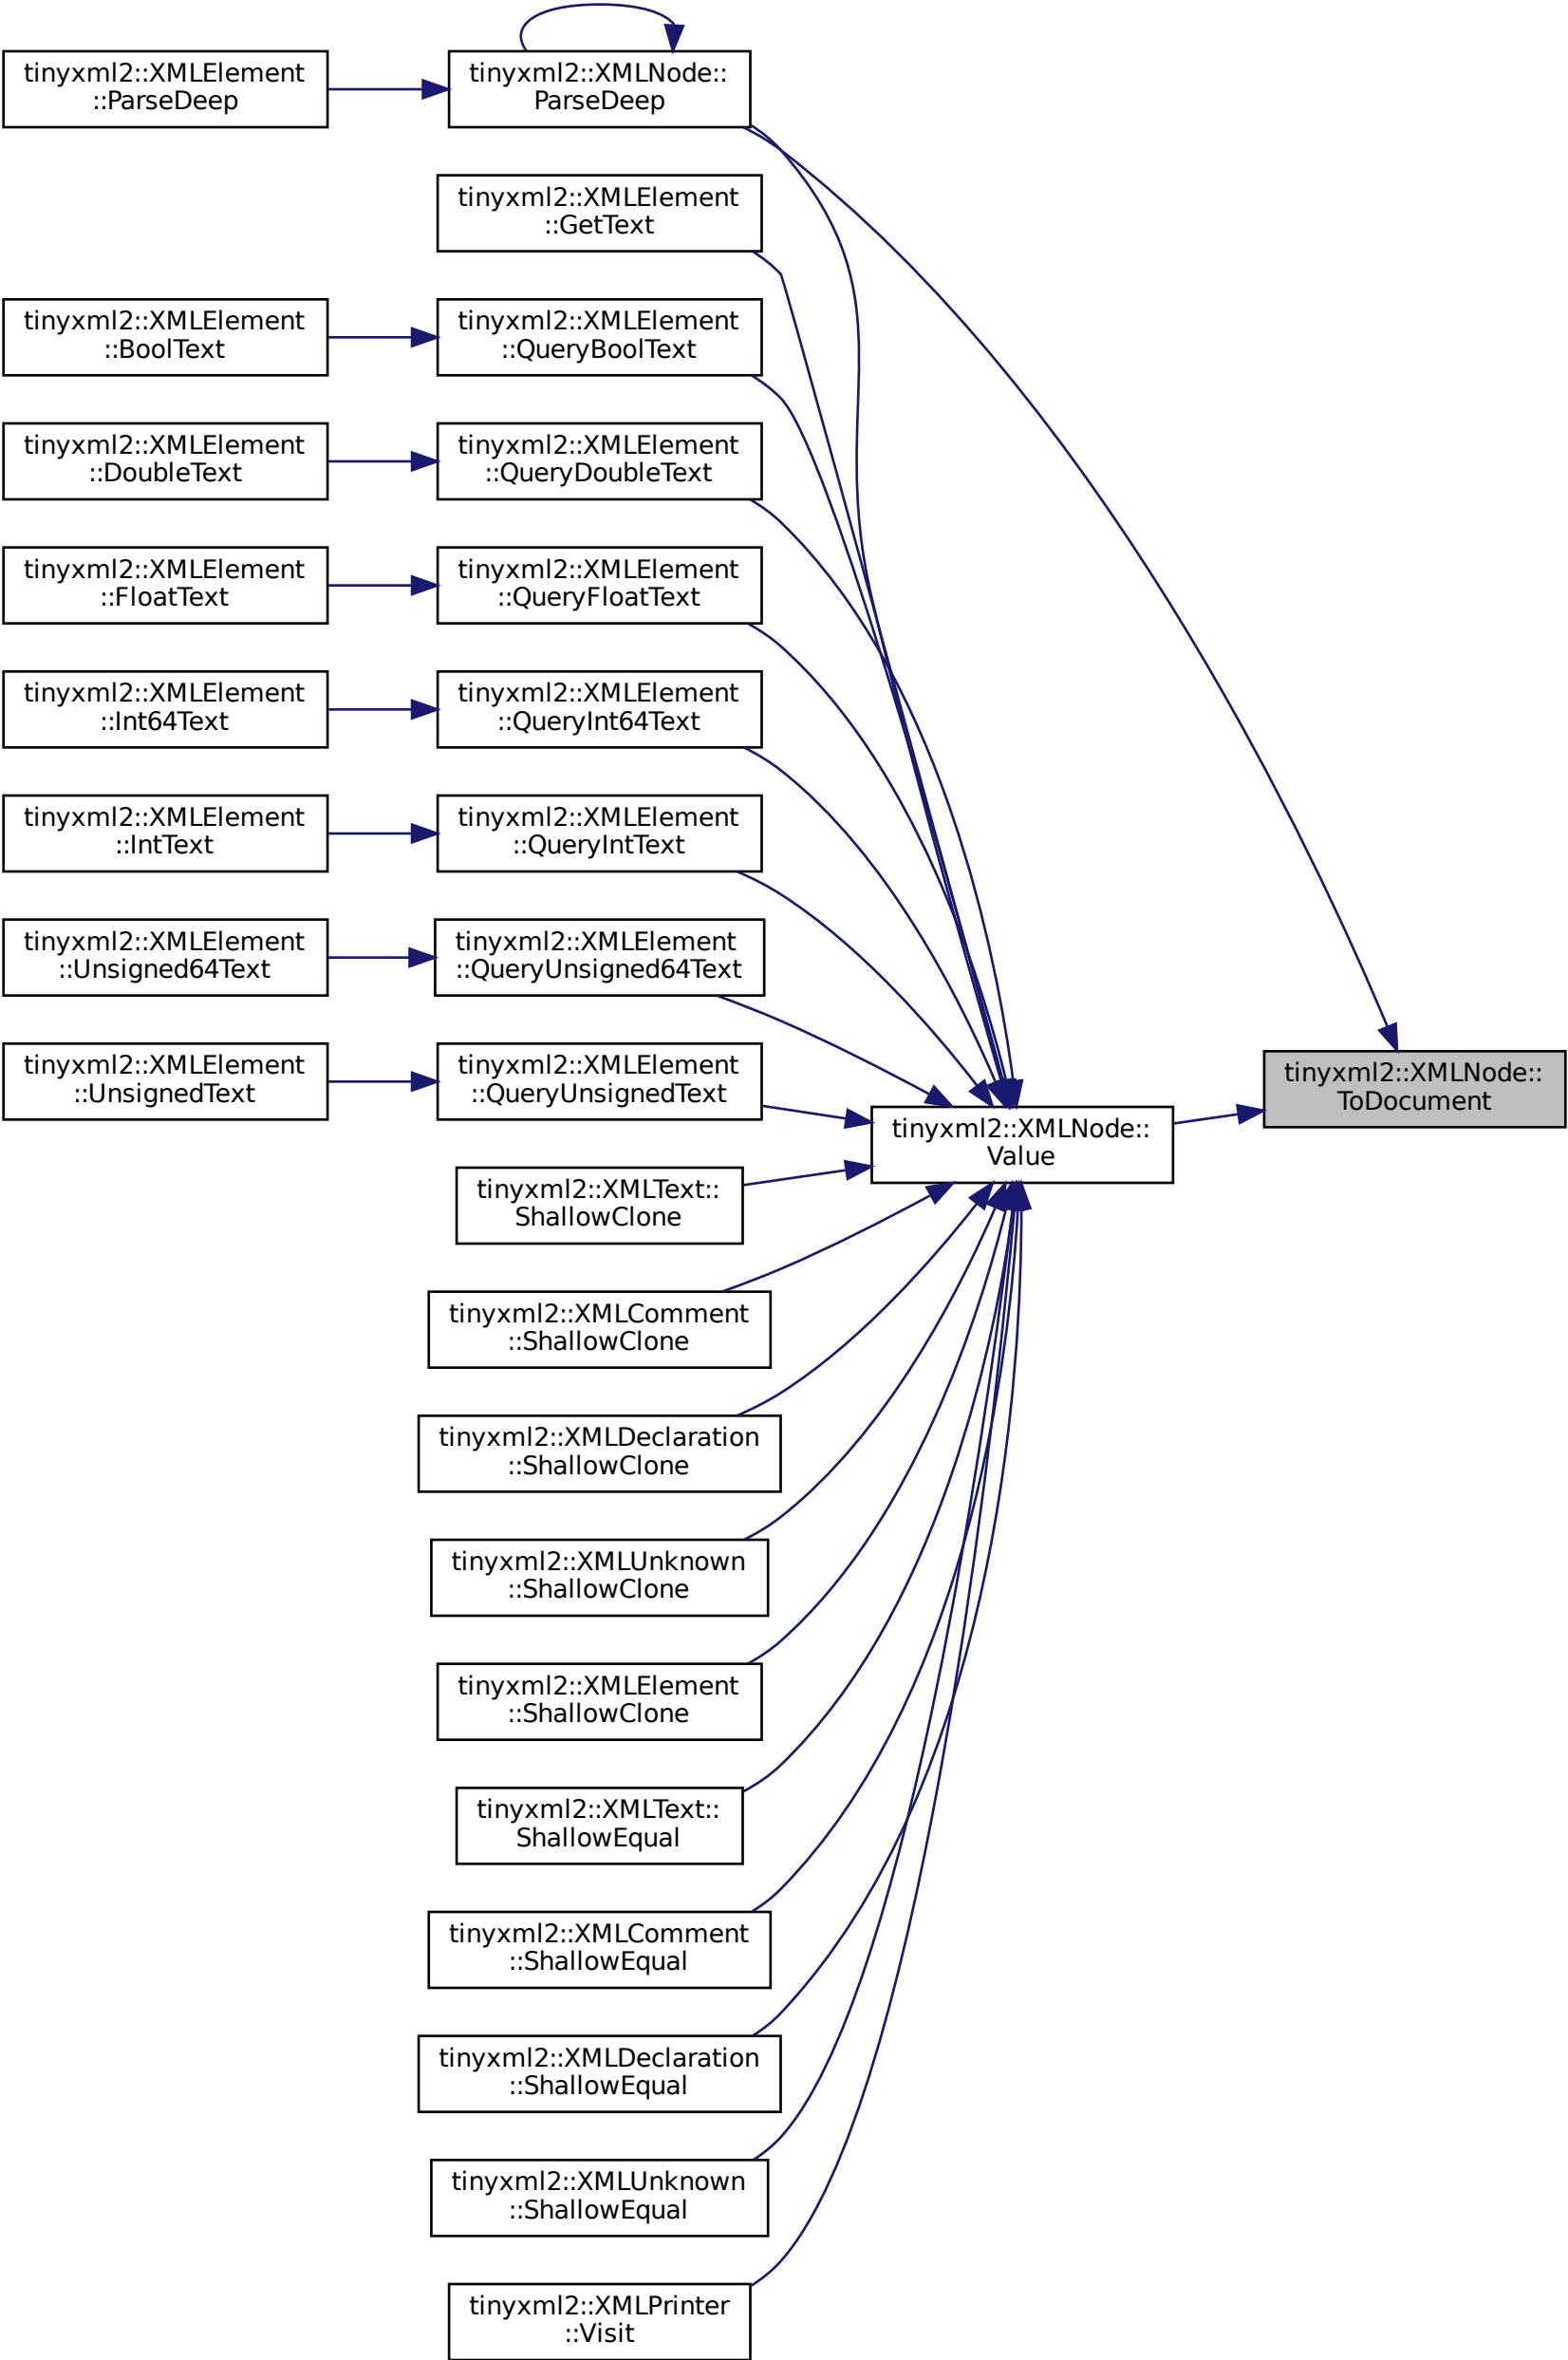 tinyxml2::XMLElement
::ParseDeep
tinyxml2::XMLNode::
ParseDeep
tinyxml2::XMLElement
::GetText
tinyxml2::XMLElement
::BoolText
tinyxml2::XMLElement
::QueryBoolText
tinyxml2::XMLElement
::DoubleText
tinyxml2::XMLElement
::QueryDoubleText
tinyxml2::XMLElement
::FloatText
tinyxml2::XMLElement
::QueryFloatText
tinyxml2::XMLElement
::Int64Text
tinyxml2::XMLElement
::QueryInt64Text
tinyxml2::XMLElement
::IntText
tinyxml2::XMLElement
::QueryIntText
tinyxml2::XMLElement
::Unsigned64Text
tinyxml2::XMLElement
::QueryUnsigned64Text
tinyxml2::XMLElement
::UnsignedText
tinyxml2::XMLElement
::QueryUnsignedText
tinyxml2::XMLNode::
ToDocument
tinyxml2::XMLNode::
Value
tinyxml2::XMLText::
ShallowClone
tinyxml2::XMLComment
::ShallowClone
tinyxml2::XMLDeclaration
::ShallowClone
tinyxml2::XMLUnknown
::ShallowClone
tinyxml2::XMLElement
::ShallowClone
tinyxml2::XMLText::
ShallowEqual
tinyxml2::XMLComment
::ShallowEqual
tinyxml2::XMLDeclaration
::ShallowEqual
tinyxml2::XMLUnknown
::ShallowEqual
tinyxml2::XMLPrinter
::Visit